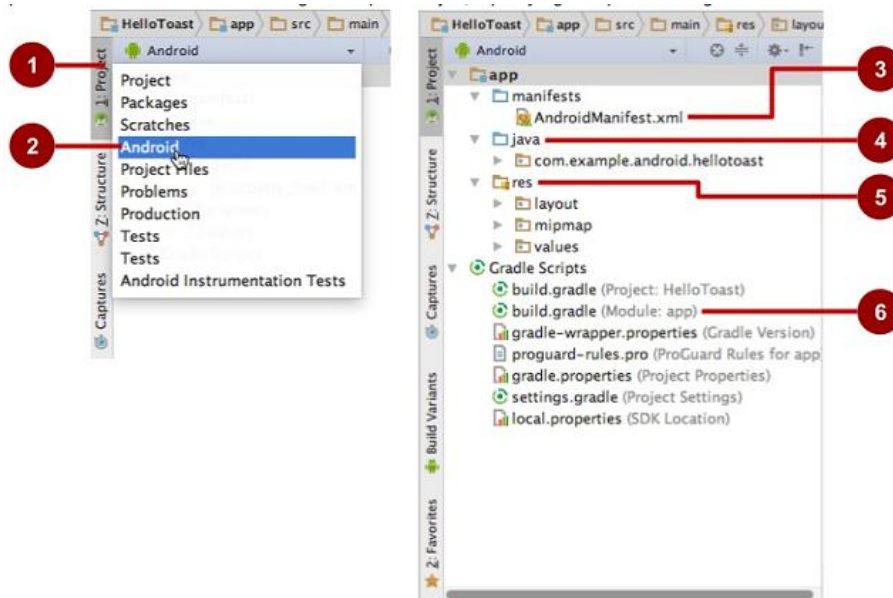 HelloToast app src main
Android
1: Project
Z: Structure
Captures
Project
Packages
Scratches
Android
Project Files
Problems
Production
Tests
Tests
Android Instrumentation Tests
1
2
HelloToast app src main res layou
Android
1: Project
Z: Structure
Captures
Build Variants
2: Favorites
app
manifests
AndroidManifest.xml
java
com.example.android.hellotoast
res
layout
mipmap
values
Gradle Scripts
build.gradle (Project: HelloToast)
build.gradle (Module: app)
gradle-wrapper.properties (Gradle Version)
proguard-rules.pro (ProGuard Rules for app
gradle.properties (Project Properties)
settings.gradle (Project Settings)
local.properties (SDK Location)
3
4
5
6